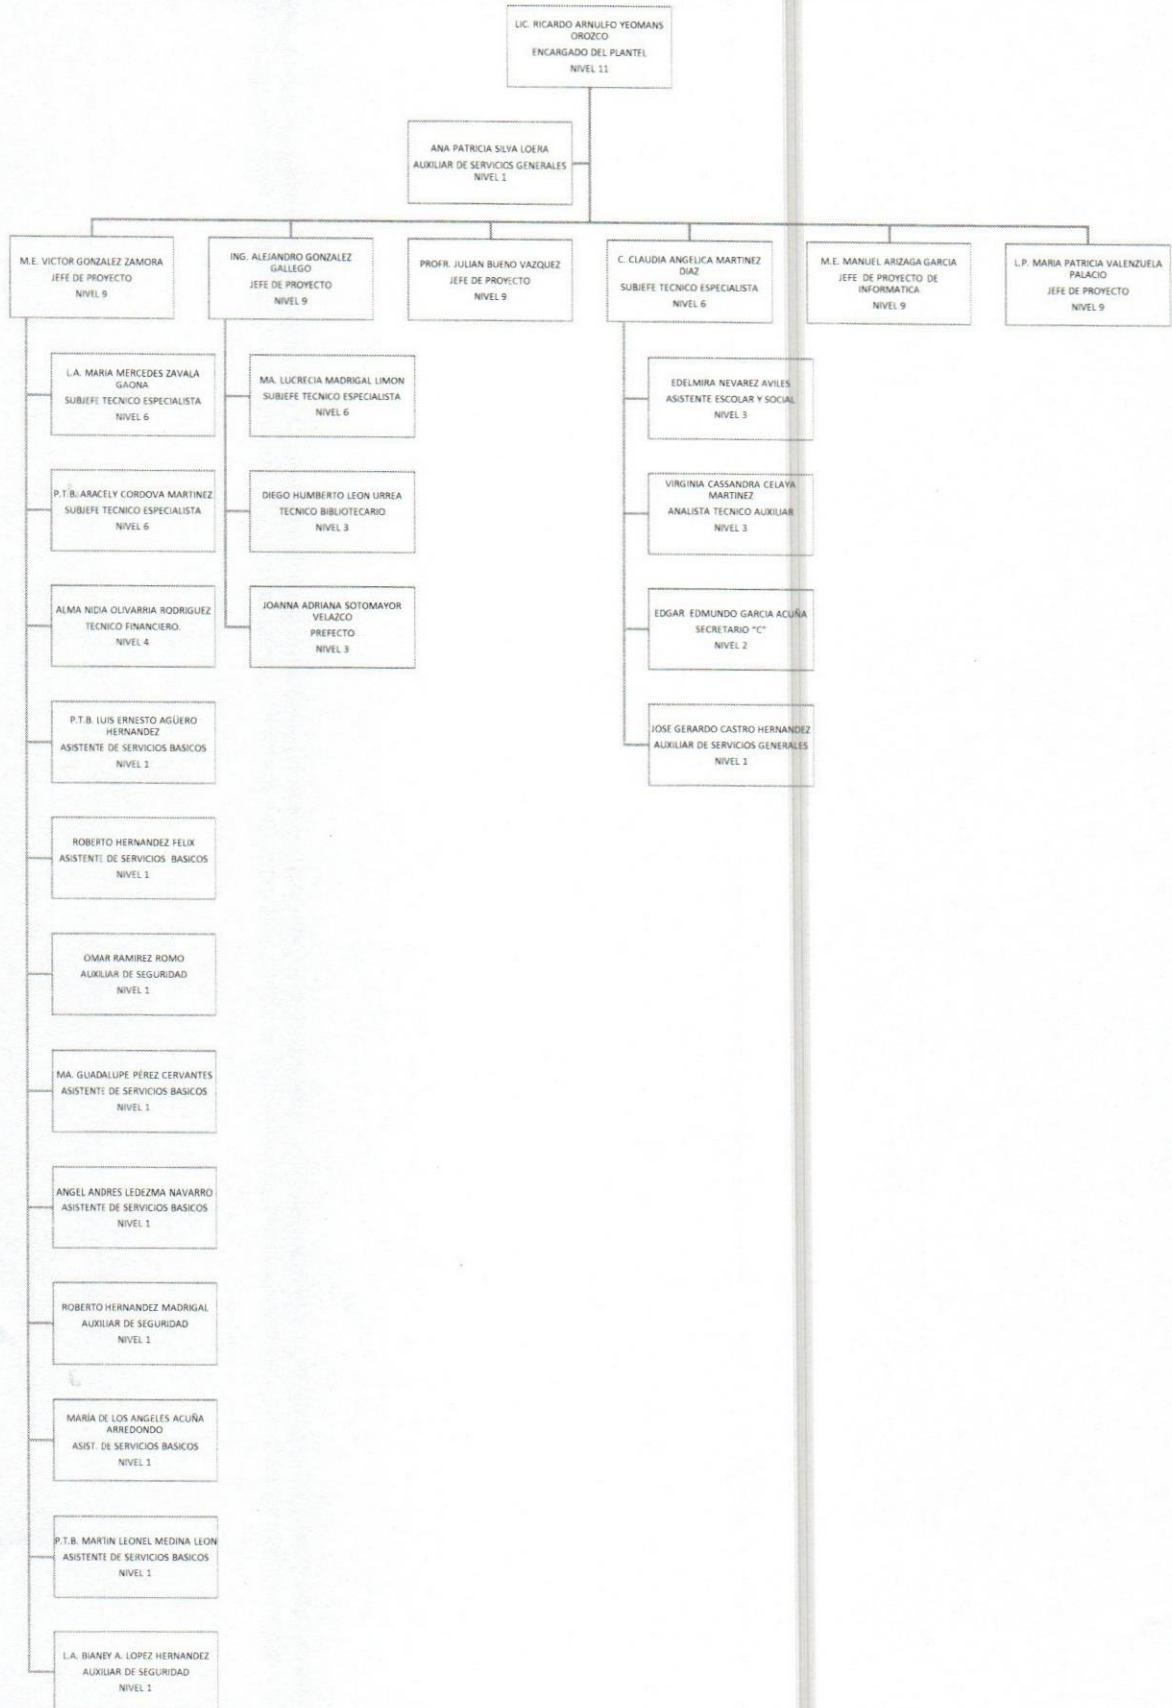 LIC. RICARDO ARNULFO YEOMANS
OROZCO
ENCARGADO DEL PLANTEL
NIVEL 11
ANA PATRICIA SILVA LOERA
AUXILIAR DE SERVICIOS GENERALES
NIVEL 1
M.E. VICTOR GONZALEZ ZAMORA
JEFE DE PROYECTO
NIVEL 9
ING. ALEJANDRO GONZALEZ
GALLEGO
JEFE DE PROYECTO
NIVEL 9
PROFR. JULIAN BUENO VAZQUEZ
JEFE DE PROYECTO
NIVEL 9
C. CLAUDIA ANGELICA MARTINEZ
DIAZ
SUBJEFE TECNICO ESPECIALISTA
NIVEL 6
M.E. MANUEL ARIZAGA GARCIA
JEFE DE PROYECTO DE
INFORMATICA
NIVEL 9
L.P. MARIA PATRICIA VALENZUELA
PALACIO
JEFE DE PROYECTO
NIVEL 9
L.A. MARIA MERCEDES ZAVALA
GAONA
SUBJEFE TECNICO ESPECIALISTA
NIVEL 6
P.T.B. ARACELY CORDOVA MARTINEZ
SUBJEFE TECNICO ESPECIALISTA
NIVEL 6
ALMA NIDIA OLIVARRIA RODRIGUEZ
TECNICO FINANCIERO.
NIVEL 4
P.T.B. LUIS ERNESTO AGÜERO
HERNANDEZ
ASISTENTE DE SERVICIOS BASICOS
NIVEL 1
ROBERTO HERNANDEZ FELIX
ASISTENTE DE SERVICIOS BASICOS
NIVEL 1
OMAR RAMIREZ ROMO
AUXILIAR DE SEGURIDAD
NIVEL 1
MA. GUADALUPE PÉREZ CERVANTES
ASISTENTE DE SERVICIOS BASICOS
NIVEL 1
ANGEL ANDRES LEDEZMA NAVARRO
ASISTENTE DE SERVICIOS BASICOS
NIVEL 1
ROBERTO HERNANDEZ MADRIGAL
AUXILIAR DE SEGURIDAD
NIVEL 1
MARÍA DE LOS ANGELES ACUÑA
ARREDONDO
ASIST. DE SERVICIOS BASICOS
NIVEL 1
P.T.B. MARTIN LEONEL MEDINA LEON
ASISTENTE DE SERVICIOS BASICOS
NIVEL 1
L.A. BIANEY A. LOPEZ HERNANDEZ
AUXILIAR DE SEGURIDAD
NIVEL 1
MA. LUCRECIA MADRIGAL LIMON
SUBJEFE TECNICO ESPECIALISTA
NIVEL 6
DIEGO HUMBERTO LEON URREA
TECNICO BIBLIOTECARIO
NIVEL 3
JOANNA ADRIANA SOTOMAYOR
VELAZCO
PREFECTO
NIVEL 3
EDELMIRA NEVAREZ AVILES
ASISTENTE ESCOLAR Y SOCIAL
NIVEL 3
VIRGINIA CASSANDRA CELAYA
MARTINEZ
ANALISTA TECNICO AUXILIAR
NIVEL 3
EDGAR EDMUNDO GARCIA ACUÑA
SECRETARIO "C"
NIVEL 2
JOSE GERARDO CASTRO HERNANDEZ
AUXILIAR DE SERVICIOS GENERALES
NIVEL 1